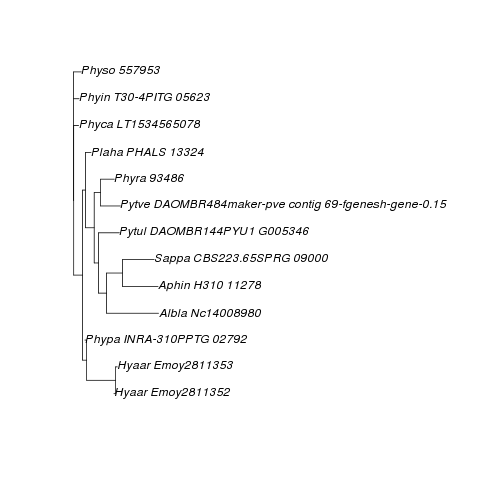 Physo 557953
Phyin T30-4PITG 05623
Phyca LT1534565078
Plaha PHALS 13324
Phyra 93486
Pytve DAOMBR484maker-pve contig 69-fgenesh-gene-0.15
Pytul DAOMBR144PYU1 G005346
Sappa CBS223.65SPRG 09000
Aphin H310 11278
Albla Nc14008980
Phypa INRA-310PPTG 02792
Hyaar Emoy2811353
Hyaar Emoy2811352